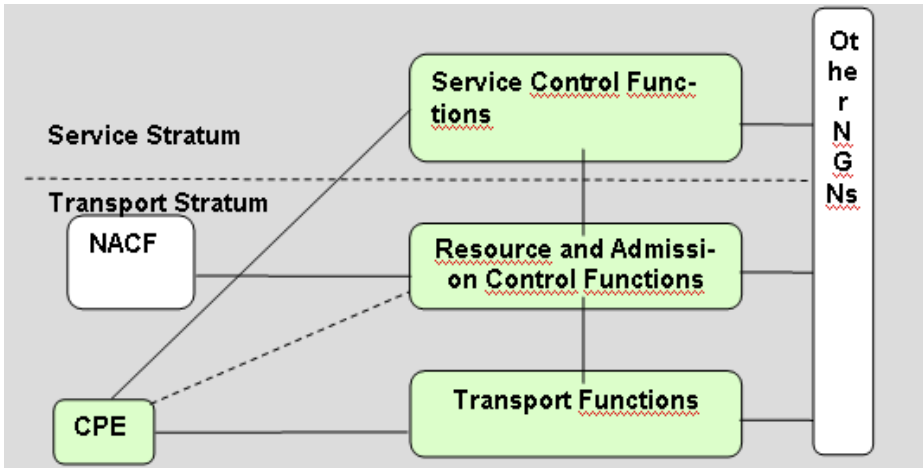 Service Control Func-
tions
Service Stratum
Transport Stratum
NACF
Resource and Admissi-
on Control Functions
CPE
Transport Functions
Ot
he
r
N
G
Ns